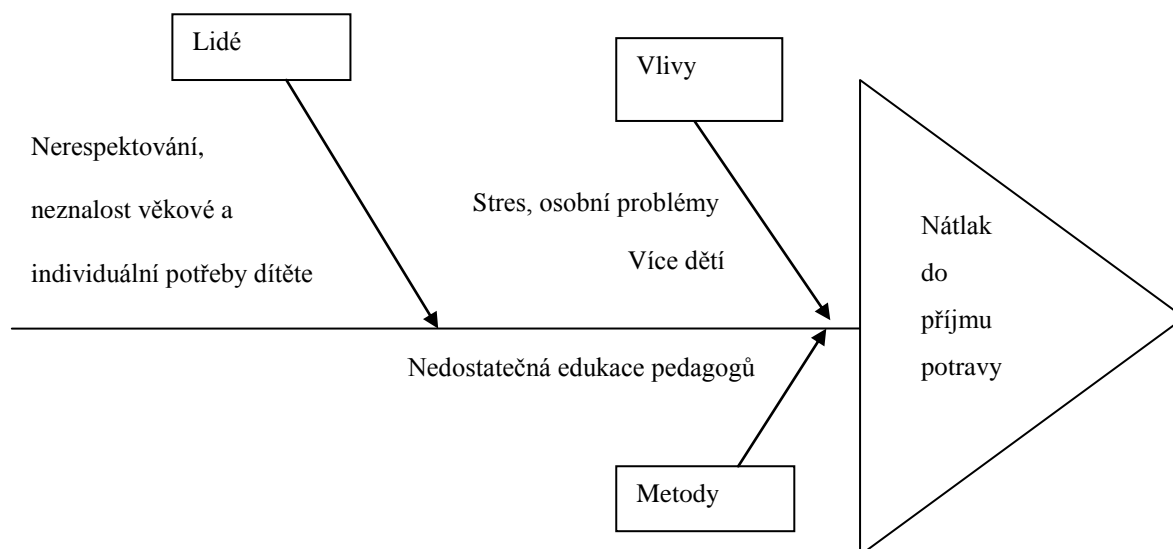 Lidé
Vlivy
Nerespektování,
neznalost věkové a
individuální potřeby dítěte
Stres, osobní problémy
Více dětí
Nátlak
do
příjmu
potravy
Nedostatečná edukace pedagogů
Metody